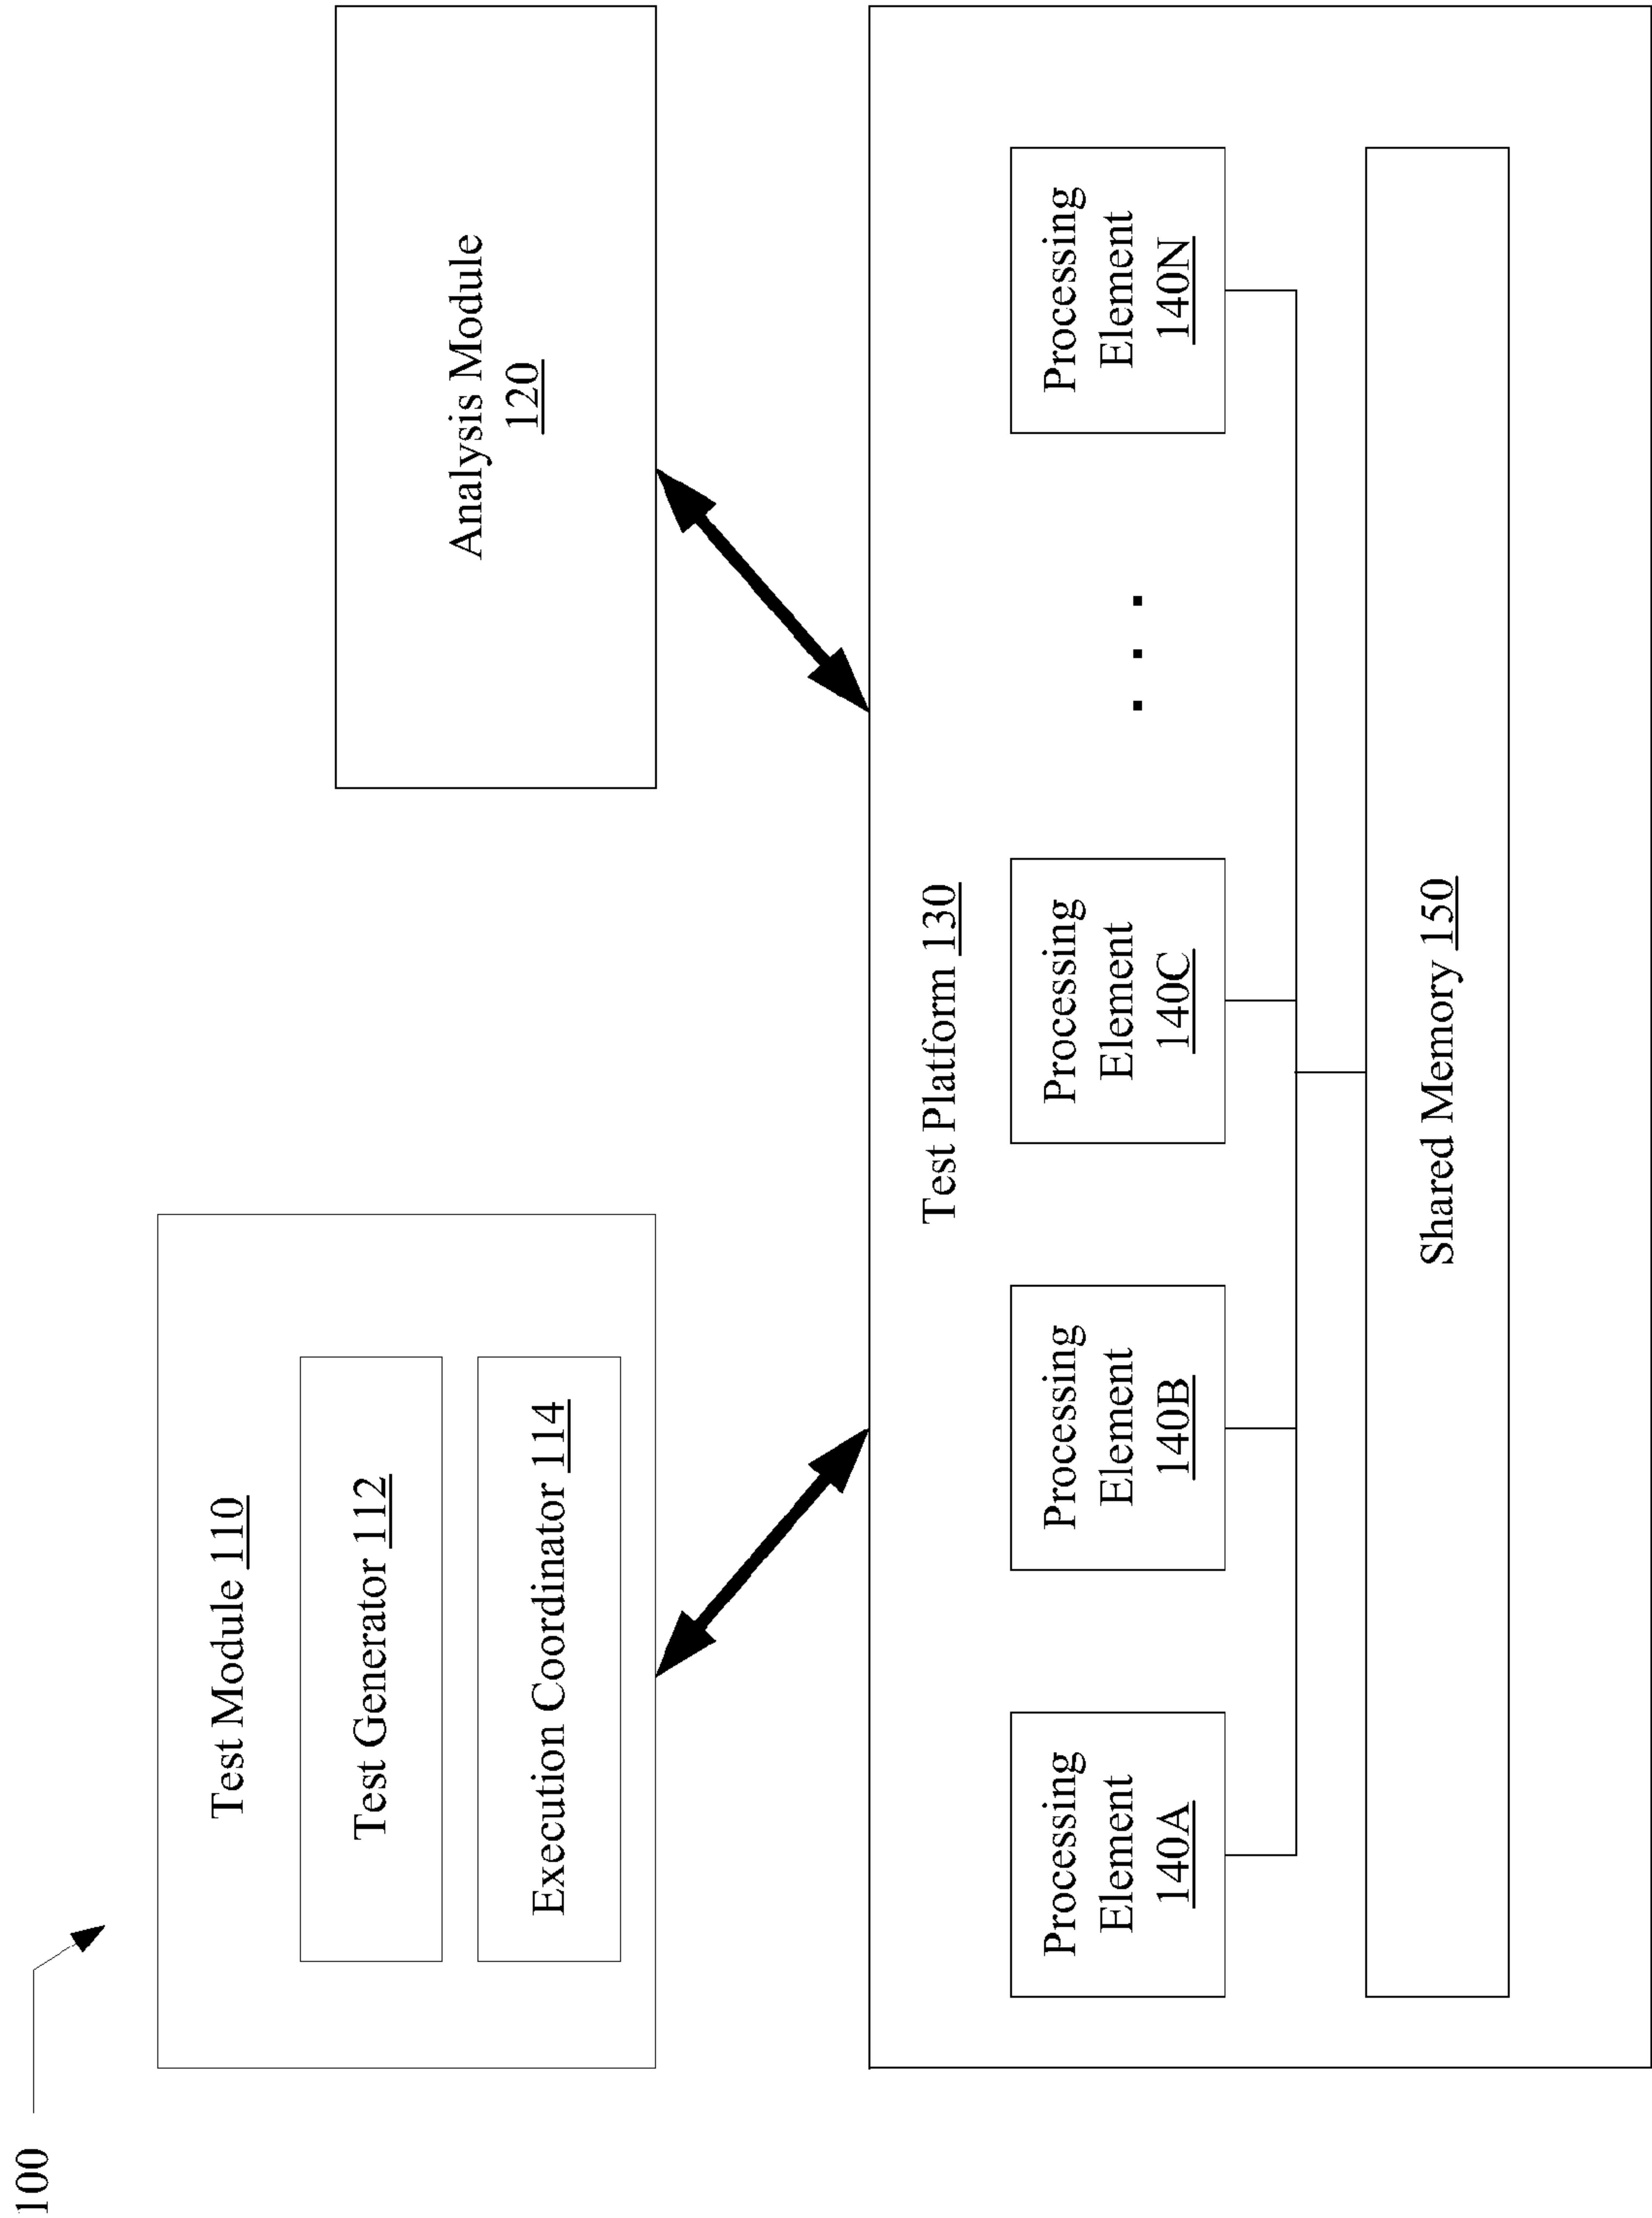 100
Test Module 110
Test Generator 112
Execution Coordinator 114
Analysis Module
120
Test Platform 130
Processing
Element
140A
Processing
Element
140B
Processing
Element
140C
. . .
Processing
Element
140N
Shared Memory 150